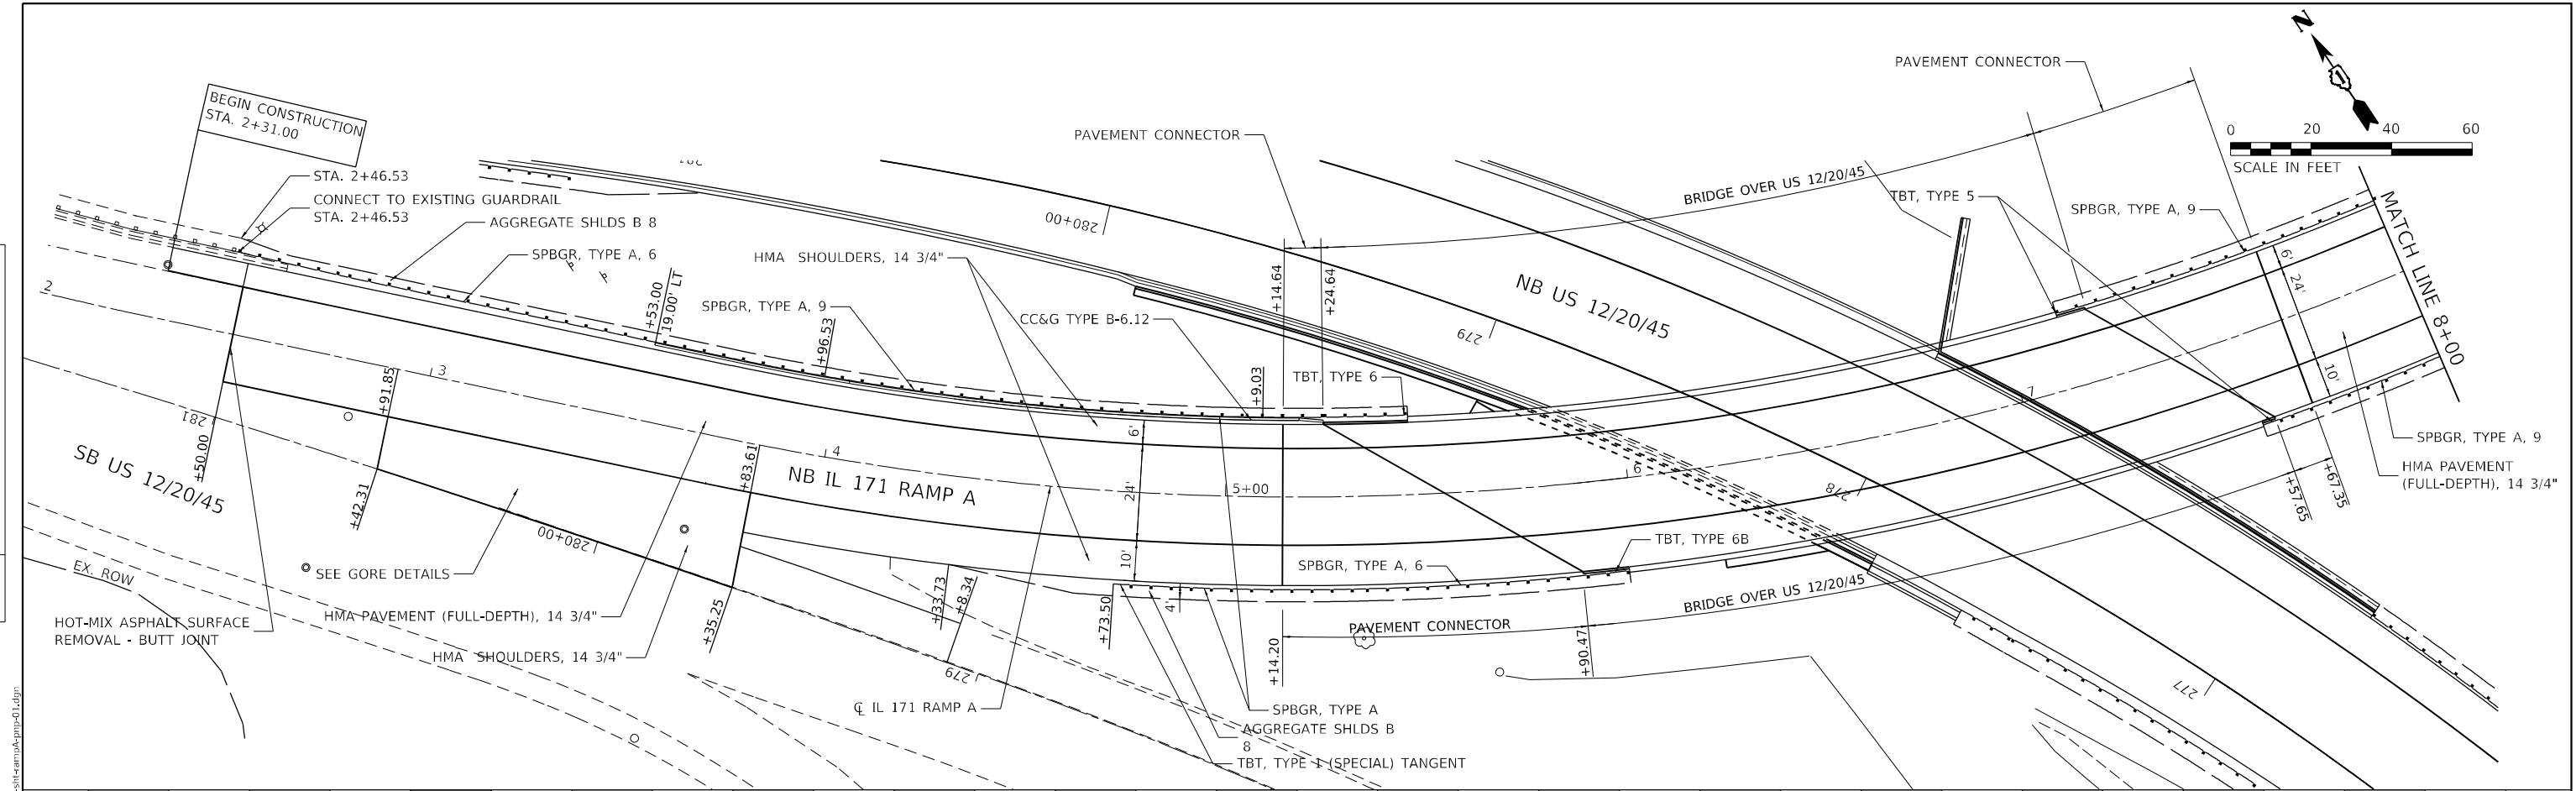 N
PAVEMENT CONNECTOR
BEGIN CONSTRUCTION
STA. 2+31.00
0 20 40 60
SCALE IN FEET
PAVEMENT CONNECTOR
STA. 2+46.53
CONNECT TO EXISTING GUARDRAIL
STA. 2+46.53
AGGREGATE SHLDS B 8
SPBGR, TYPE A, 6
280+00
BRIDGE OVER US 12/20/45
TBT, TYPE 5
SPBGR, TYPE A, 9
MATCH LINE 8+00
HMA SHOULDERS, 14 3/4"
SPBGR, TYPE A, 9
CC&G TYPE B-6.12
+53.00
19.00' LT
+96.53
+14.64
+24.64
NB US 12/20/45
279
6'
24'
10'
2
3
4
5+00
6
7
+9.03
TBT, TYPE 6
+91.85
281
+50.00
SB US 12/20/45
+42.31
+83.61
NB IL 171 RAMP A
6'
24'
10'
278
SPBGR, TYPE A, 9
HMA PAVEMENT
(FULL-DEPTH), 14 3/4"
+57.65
+67.35
280+00
EX. ROW
SEE GORE DETAILS
HMA PAVEMENT (FULL-DEPTH), 14 3/4"
HOT-MIX ASPHALT SURFACE
REMOVAL - BUTT JOINT
HMA SHOULDERS, 14 3/4"
+35.25
+33.73
+8.34
279
+73.50
4'
SPBGR, TYPE A, 6
TBT, TYPE 6B
BRIDGE OVER US 12/20/45
PAVEMENT CONNECTOR
+14.20
+90.47
277
℄ IL 171 RAMP A
SPBGR, TYPE A
AGGREGATE SHLDS B
8
TBT, TYPE 1 (SPECIAL) TANGENT
-sht-rampA-pnp-01.dgn